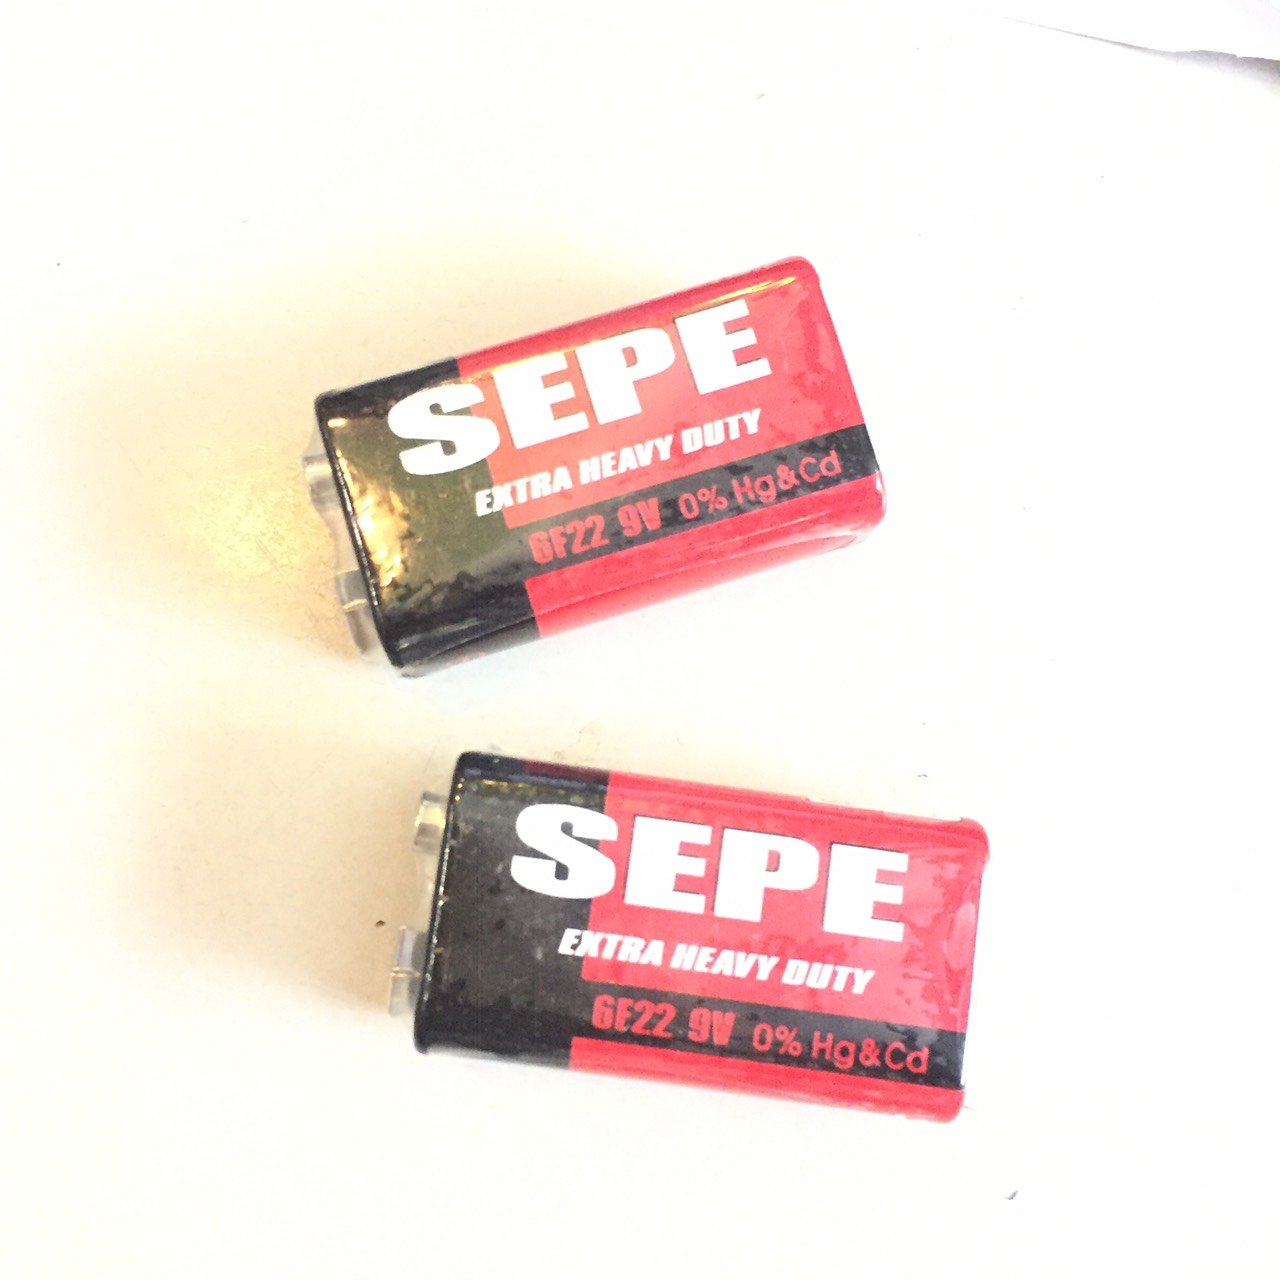 SEPE
EXTRA HEAVY DUTY
6F22 9V 0% Hg&Cd
SEPE
EXTRA HEAVY DUTY
6F22 9V 0% Hg&Cd